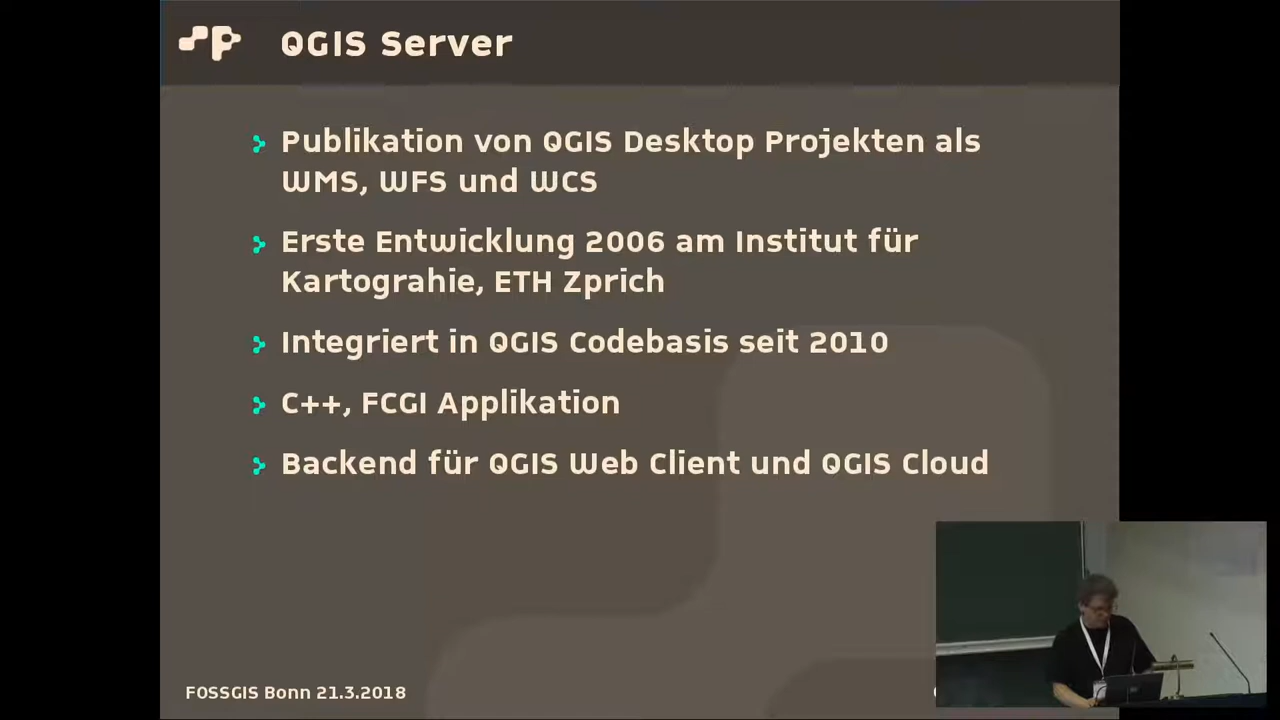 QGIS Server
Publikation von QGIS Desktop Projekten als
WMS, WFS und WCS
Erste Entwicklung 2006 am Institut für
Kartograhie, ETH Zprich
Integriert in QGIS Codebasis seit 2010
C++, FCGI Applikation
Backend für QGIS Web Client und QGIS Cloud
FOSSGIS Bonn 21.3.2018